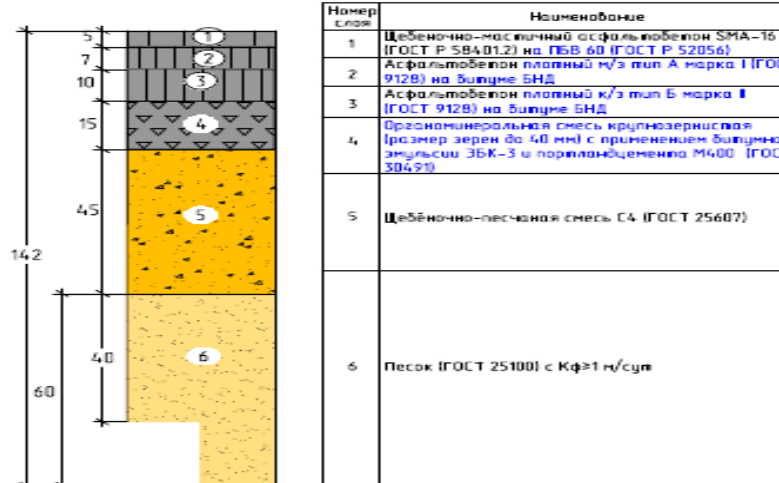 Номер слоя
Наименование
1
Щебеночно-мастичный асфальтобетон SMA-16
(ГОСТ Р 58401.2) на ПБВ 60 (ГОСТ Р 52056)
2
Асфальтобетон плотный м/з тип А марка I (ГОС
9128) на битуме БНД
3
Асфальтобетон плотный к/з тип Б марка II
(ГОСТ 9128) на битуме БНД
4
Органоминеральная смесь крупнозернистая
(размер зерен до 40 мм) с применением битумно
эмульсии ЭБК-3 и портландцемента М400 (ГОС
30491)
5
Щебёночно-песчаная смесь С4 (ГОСТ 25607)
6
Песок (ГОСТ 25100) с Кф≥1 м/сут
5
7
10
15
45
142
40
60
1
2
3
4
5
6